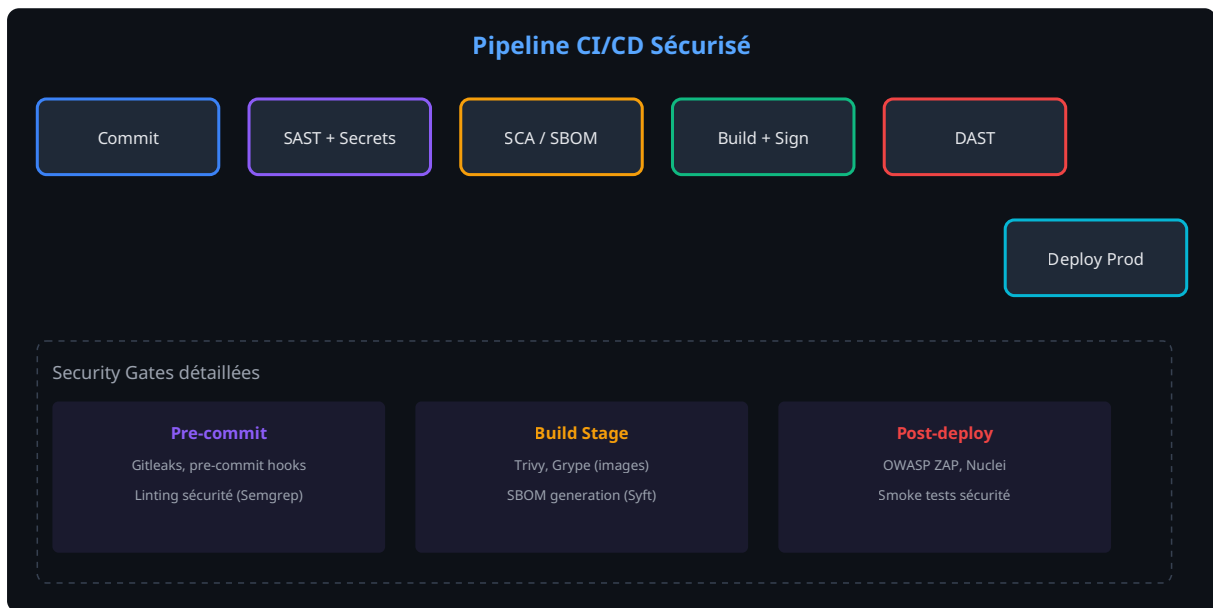 Pipeline CI/CD Sécurisé
Commit
SAST + Secrets
SCA / SBOM
Build + Sign
DAST
Deploy Prod
Security Gates détaillées
Pre-commit
Gitleaks, pre-commit hooks
Linting sécurité (Semgrep)
Build Stage
Trivy, Grype (images)
SBOM generation (Syft)
Post-deploy
OWASP ZAP, Nuclei
Smoke tests sécurité